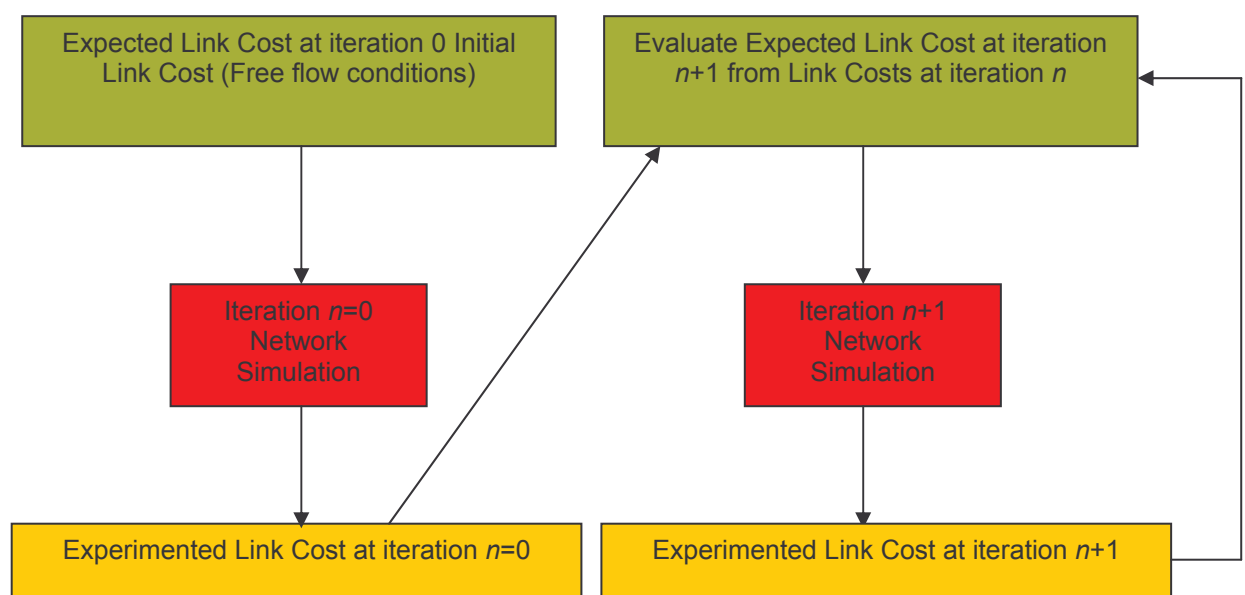 Expected Link Cost at iteration 0 Initial
Link Cost (Free flow conditions)
Evaluate Expected Link Cost at iteration
n+1 from Link Costs at iteration n
Iteration n=0
Network
Simulation
Iteration n+1
Network
Simulation
Experimented Link Cost at iteration n=0
Experimented Link Cost at iteration n+1